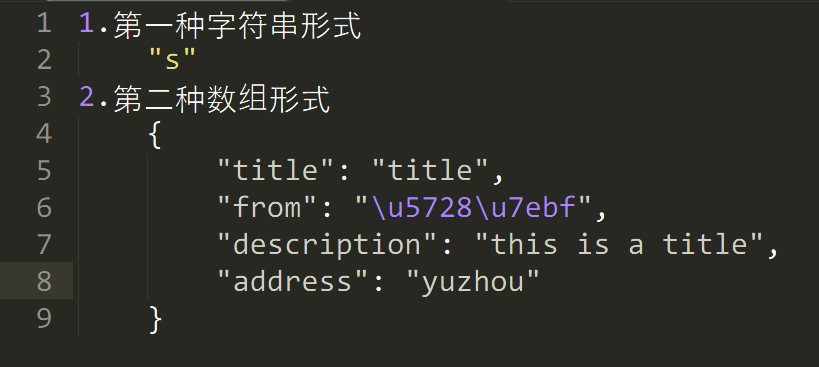 1 1.第一种字符串形式
2 "s"
3 2.第二种数组形式
4 {
5 "title": "title",
6 "from": "\u5728\u7ebf",
7 "description": "this is a title",
8 "address": "yuzhou"
9 }